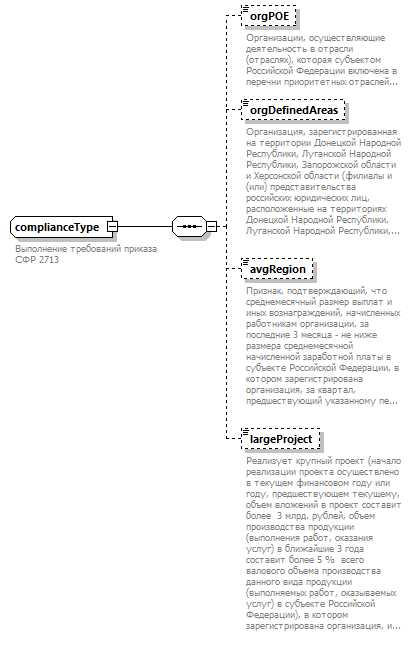 orgPOE
Организации, осуществляющие
деятельность в отрасли
(отраслях), которая субъектом
Российской Федерации включена в
перечни приоритетных отраслей...
orgDefinedAreas
Организация, зарегистрированная
на территории Донецкой Народной
Республики, Луганской Народной
Республики, Запорожской области
и Херсонской области (филиалы и
(или) представительства
российских юридических лиц,
расположенные на территориях
Донецкой Народной Республики,
Луганской Народной Республики,...
complianceType
Выполнение требований приказа
СФР 2713
avgRegion
Признак, подтверждающий, что
среднемесячный размер выплат и
иных вознаграждений, начисленных
работникам организации, за
последние 3 месяца - не ниже
размера среднемесячной
начисленной заработной платы в
субъекте Российской Федерации, в
котором зарегистрирована
организация, за квартал,
предшествующий указанному пе...
largeProject
Реализует крупный проект (начало
реализации проекта осуществлено
в текущем финансовом году или
году, предшествующем текущему,
объем вложений в проект составит
более  3 млрд. рублей, объем
производства продукции
(выполнения работ, оказания
услуг) в ближайшие 3 года
составит более 5 %  всего
валового объема производства
данного вида продукции
(выполняемых работ, оказываемых
услуг) в субъекте Российской
Федерации), в котором
зарегистрирована организация, и...